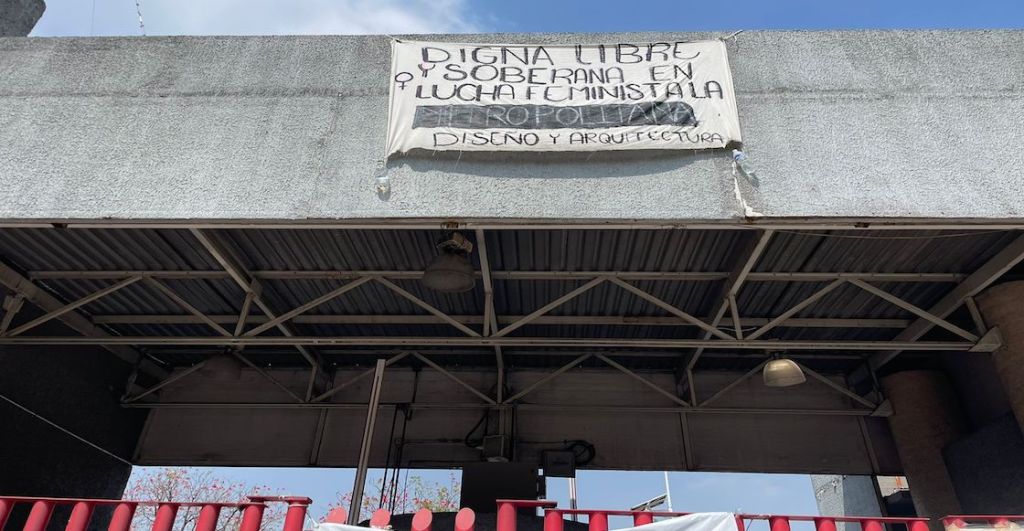 DIGNA LIBRE
Y SOBERANA EN
LUCHA FEMINISTA LA
METROPOLITANA
DISEÑO Y ARQUITECTURA